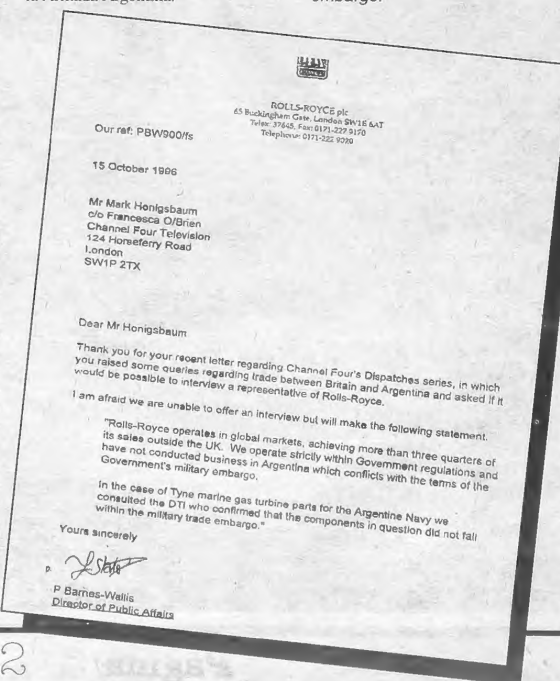 embargo.
ROLLS-ROYCE plc
65 Buckingham Gate, London SW1E 6AT
Telex: 37645, Fax: 0171-227 9170
Telephone: 0171-222 9020
Our ref: PBW900/fs
15 October 1996
Mr Mark Honigsbaum
c/o Francesca O/Brien
Channel Four Television
124 Horseferry Road
London
SW1P 2TX
Dear Mr Honigsbaum
Thank you for your recent letter regarding Channel Four's Dispatches series, in which
you raised some queries regarding trade between Britain and Argentina and asked if it
would be possible to interview a representative of Rolls-Royce.
I am afraid we are unable to offer an interview but will make the following statement.
"Rolls-Royce operates in global markets, achieving more than three quarters of
its sales outside the UK. We operate strictly within Government regulations and
have not conducted business in Argentina which conflicts with the terms of the
Government's military embargo.
In the case of Tyne marine gas turbine parts for the Argentine Navy we
consulted the DTI who confirmed that the components in question did not fall
within the military trade embargo."
Yours sincerely
P Barnes-Wallis
Director of Public Affairs
2